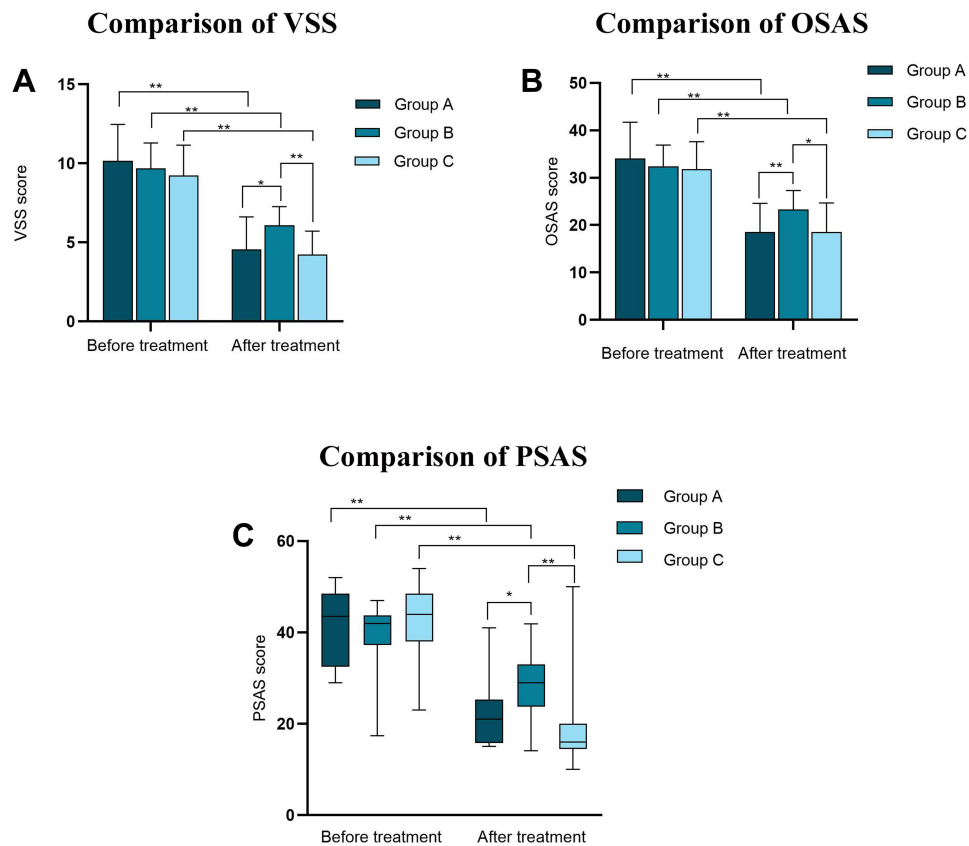 Comparison of VSS
A
15
10
5
0
VSS score
**
**
**
*
**
Group A
Group B
Group C
Before treatment
After treatment
Comparison of OSAS
B
50
40
30
20
10
0
OSAS score
**
**
**
**
*
Group A
Group B
Group C
Before treatment
After treatment
Comparison of PSAS
C
60
40
20
0
PSAS score
**
**
**
*
**
Group A
Group B
Group C
Before treatment
After treatment